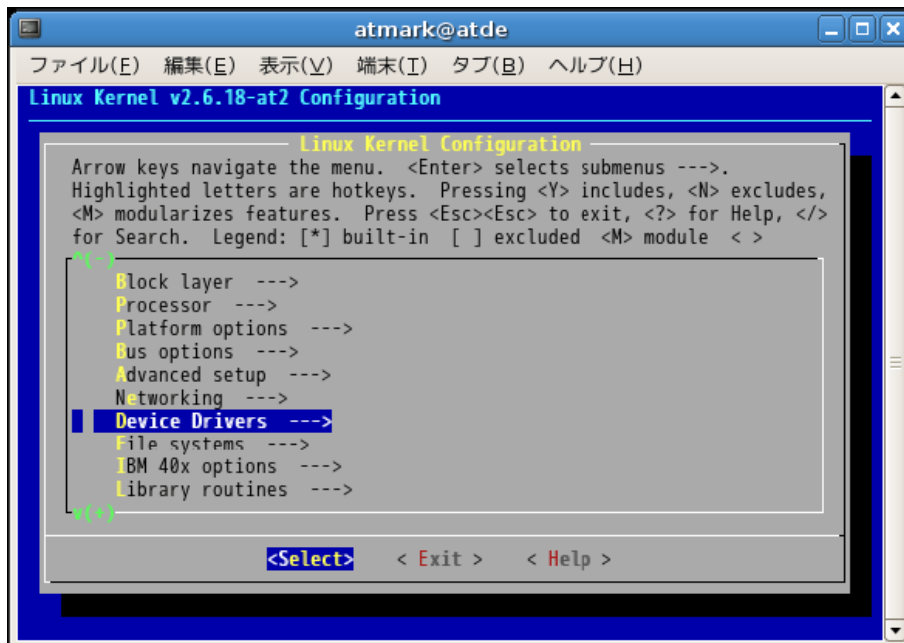 atmark@atde
ファイル(F) 編集(E) 表示(V) 端末(T) タブ(B) ヘルプ(H)
Linux Kernel v2.6.18-at2 Configuration
Linux Kernel Configuration
Arrow keys navigate the menu. <Enter> selects submenus --->.
Highlighted letters are hotkeys. Pressing <Y> includes, <N> excludes,
<M> modularizes features. Press <Esc><Esc> to exit, <?> for Help, </>
for Search. Legend: [*] built-in [ ] excluded <M> module < >
^(-)
Block layer --->
Processor --->
Platform options --->
Bus options --->
Advanced setup --->
Networking --->
Device Drivers --->
File systems --->
IBM 40x options --->
Library routines --->
v(+)
<Select> < Exit > < Help >